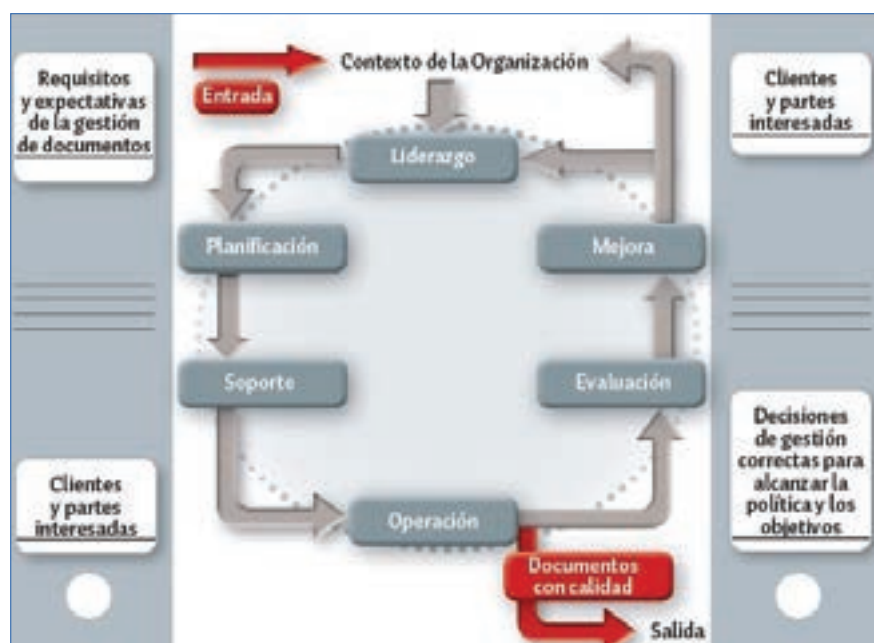 Requisitos
y expectativas
de la gestión
de documentos
Clientes
y partes
interesadas
Entrada
Contexto de la Organización
Liderazgo
Planificación
Soporte
Operación
Evaluación
Mejora
Documentos
con calidad
Salida
Clientes
y partes
interesadas
Decisiones
de gestión
correctas para
alcanzar la
política y los
objetivos